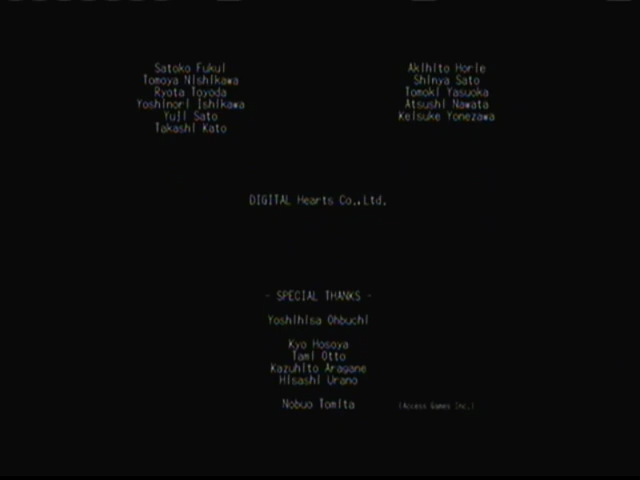 Satoko Fukui
Tomoya Nishikawa
Ryota Toyoda
Yoshinori Ishikawa
Yuji Sato
Takashi Kato
Akihito Horie
Shinya Sato
Tomoki Yasuoka
Atsushi Nawata
Keisuke Yonezawa
DIGITAL Hearts Co.,Ltd.
- SPECIAL THANKS -
Yoshihisa Ohbuchi
Kyo Hosoya
Tami Otto
Kazuhito Aragane
Hisashi Urano
Nobuo Tomita (Access Games Inc.)